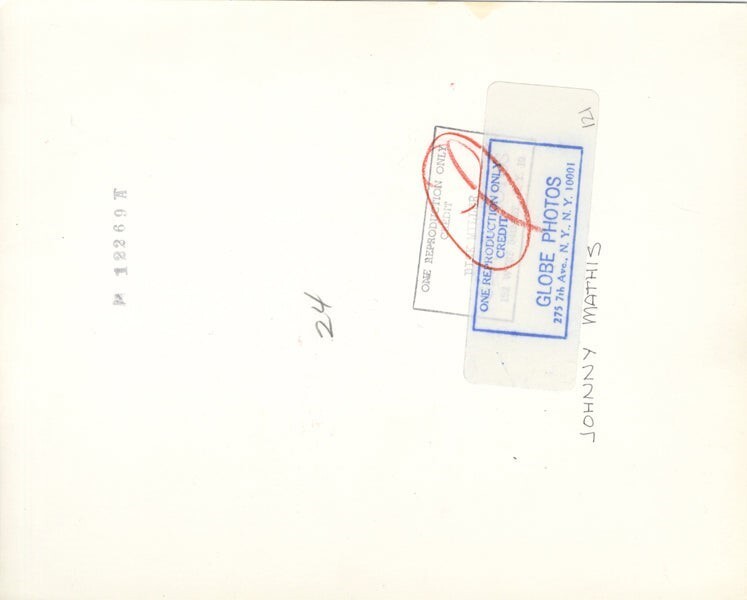 M 12269 A
24
ONE REPRODUCTION ONLY
CREDIT
MILLER
ONE REPRODUCTION ONLY
CREDIT
GLOBE PHOTOS
275 7th Ave., N. Y., N. Y. 10001
JOHNNY MATHIS
121